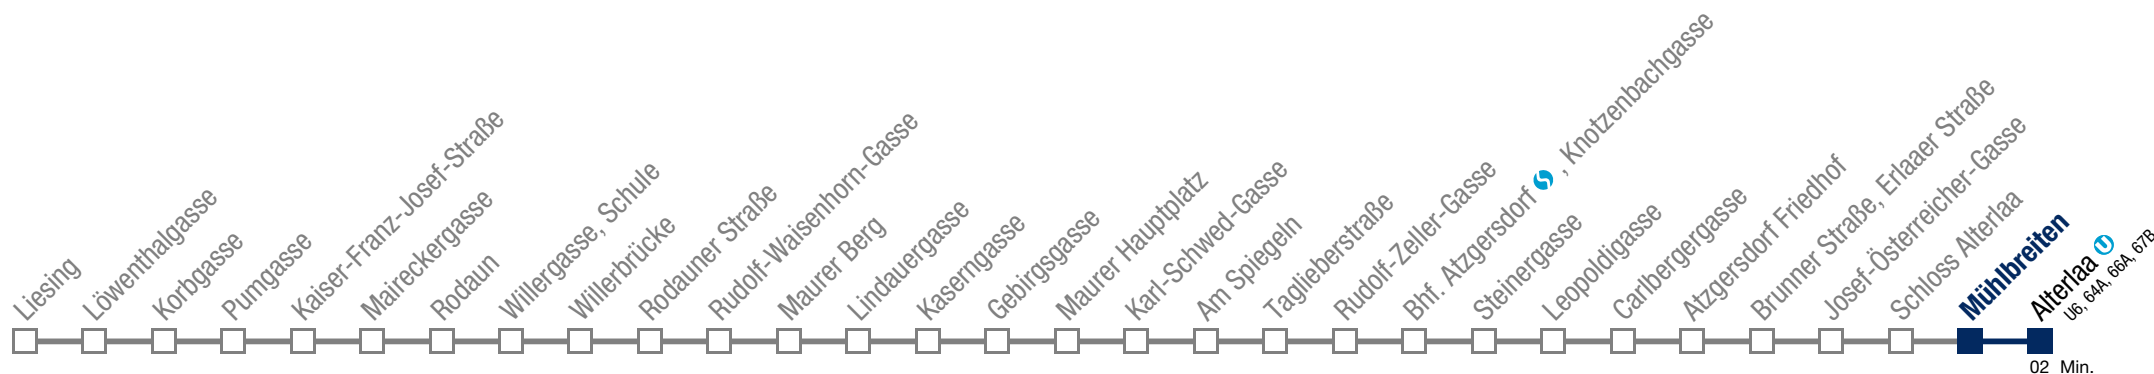 Liesing
Löwenthalgasse
Korbgasse
Pumgasse
Kaiser-Franz-Josef-Straße
Maireckergasse
Rodaun
Willergasse, Schule
Willerbrücke
Rodauner Straße
Rudolf-Waisenhorn-Gasse
Maurer Berg
Lindauergasse
Kaserngasse
Gebirgsgasse
Maurer Hauptplatz
Karl-Schwed-Gasse
Am Spiegeln
Taglieberstraße
Rudolf-Zeller-Gasse
Bhf. Atzgersdorf S, Knotzenbachgasse
Steinergasse
Leopoldigasse
Carlbergergasse
Atzgersdorf Friedhof
Brunner Straße, Erlaaer Straße
Josef-Österreicher-Gasse
Schloss Alterlaa
Mühlbreiten
Alterlaa U
U6, 64A, 66A, 67B
02 Min.